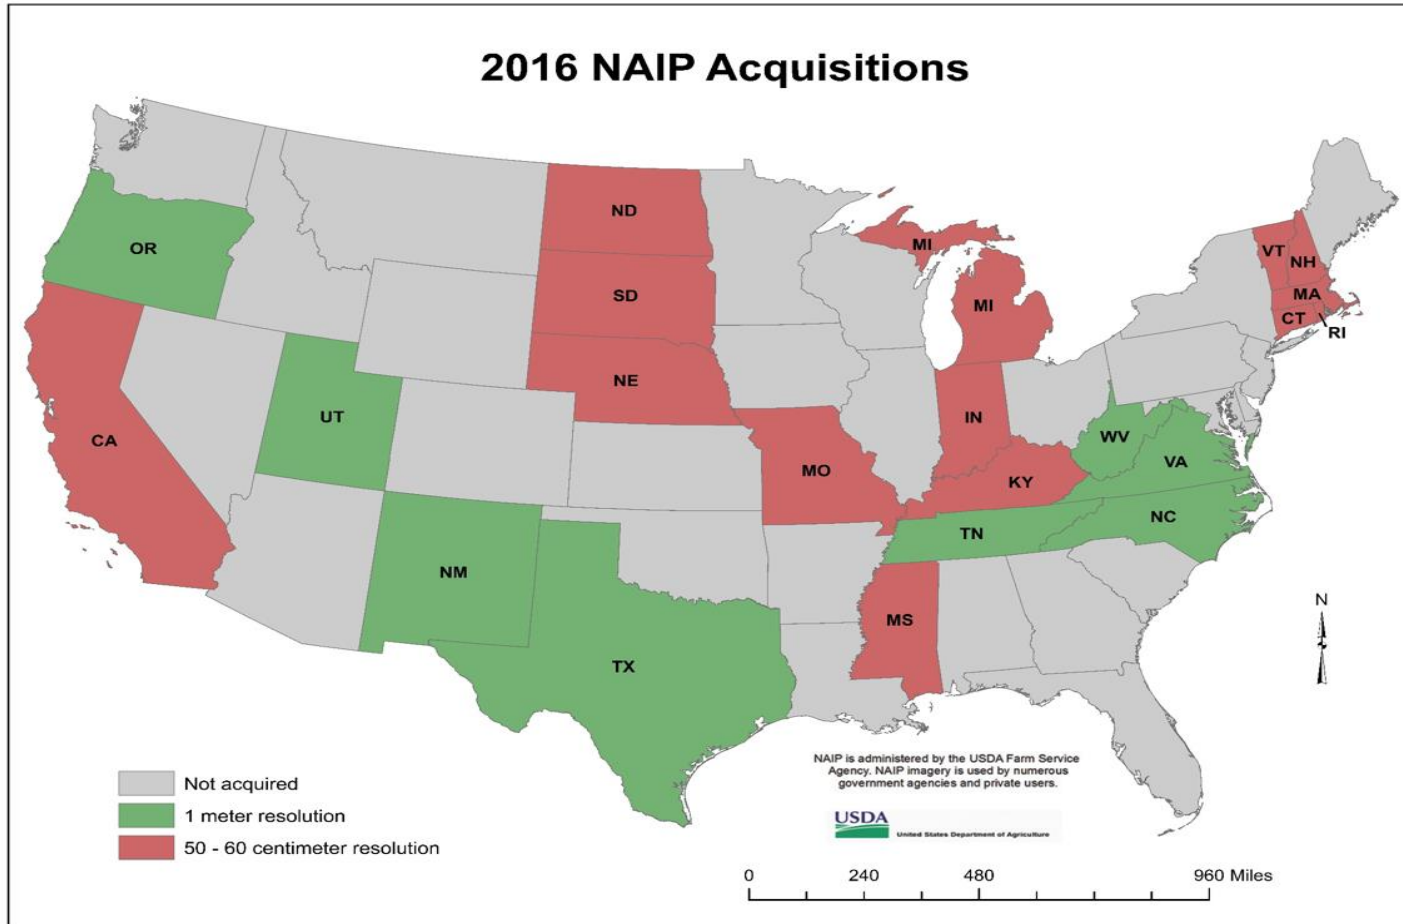 2016 NAIP Acquisitions
ND
MI
VT
NH
OR
SD
MI
MA
CT
RI
NE
UT
IN
WV
CA
MO
KY
VA
NC
TN
NM
MS
TX
N
NAIP is administered by the USDA Farm Service
Agency. NAIP imagery is used by numerous
government agencies and private users.
Not acquired
1 meter resolution
50 - 60 centimeter resolution
USDA
United States Department of Agriculture
0 240 480 960 Miles